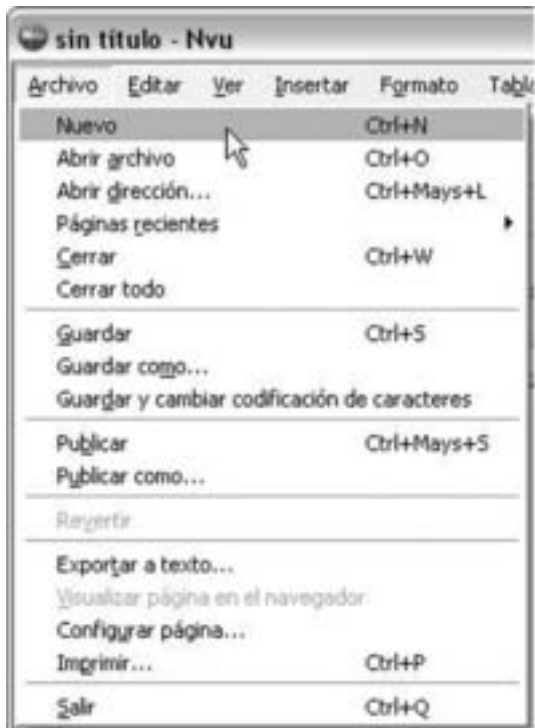 sin título - Nvu
Archivo Editar Ver Insertar Formato Tabla
Nuevo Ctrl+N
Abrir archivo Ctrl+O
Abrir dirección... Ctrl+Mays+L
Páginas recientes
Cerrar Ctrl+W
Cerrar todo
Guardar Ctrl+S
Guardar como...
Guardar y cambiar codificación de caracteres
Publicar Ctrl+Mays+S
Publicar como...
Revertir
Exportar a texto...
Visualizar página en el navegador
Configurar página...
Imprimir... Ctrl+P
Salir Ctrl+Q